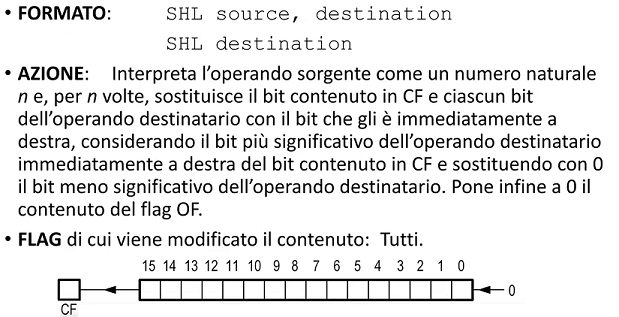 • FORMATO: SHL source, destination
SHL destination
• AZIONE: Interpreta l'operando sorgente come un numero naturale
n e, per n volte, sostituisce il bit contenuto in CF e ciascun bit
dell'operando destinatario con il bit che gli è immediatamente a
destra, considerando il bit più significativo dell'operando destinatario
immediatamente a destra del bit contenuto in CF e sostituendo con 0
il bit meno significativo dell'operando destinatario. Pone infine a 0 il
contenuto del flag OF.
• FLAG di cui viene modificato il contenuto: Tutti.
15 14 13 12 11 10 9 8 7 6 5 4 3 2 1 0
0
CF